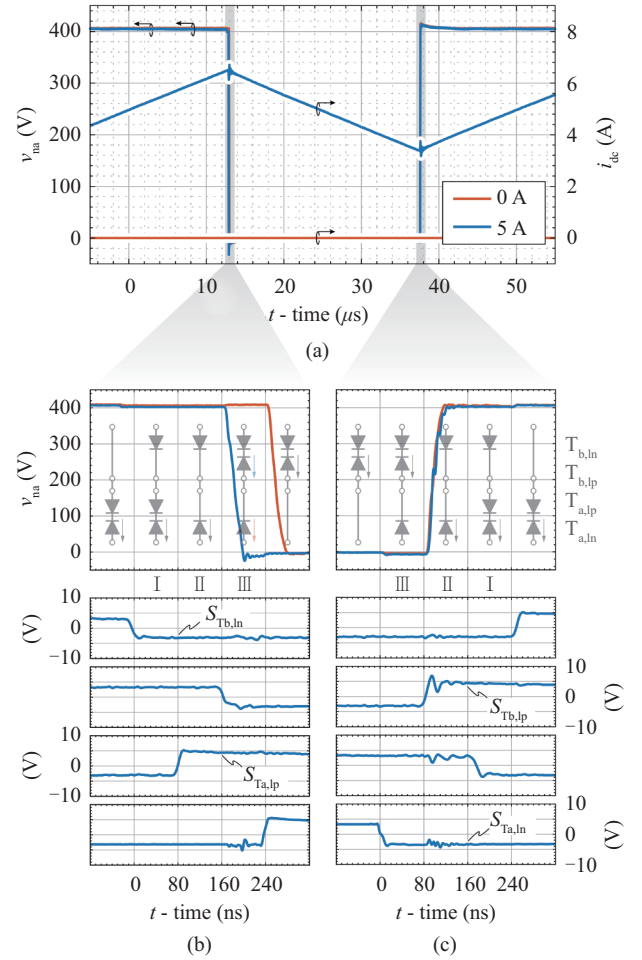 400
300
200
100
400
0
v_na (V)
8
6
4
2
0
i_dc (A)
0 A
5 A
0 10 20 30 40 50
t - time (μs)
(a)
400
300
200
100
400
0
v_na (V)
I II III
III II I
T_b,ln
T_b,lp
T_a,lp
T_a,ln
10
0
−10
(V)
S_Tb,ln
10
0
−10
(V)
S_Tb,lp
10
0
−10
(V)
S_Ta,lp
10
0
−10
(V)
S_Ta,ln
0 80 160 240
0 80 160 240
t - time (ns)
t - time (ns)
(b)
(c)